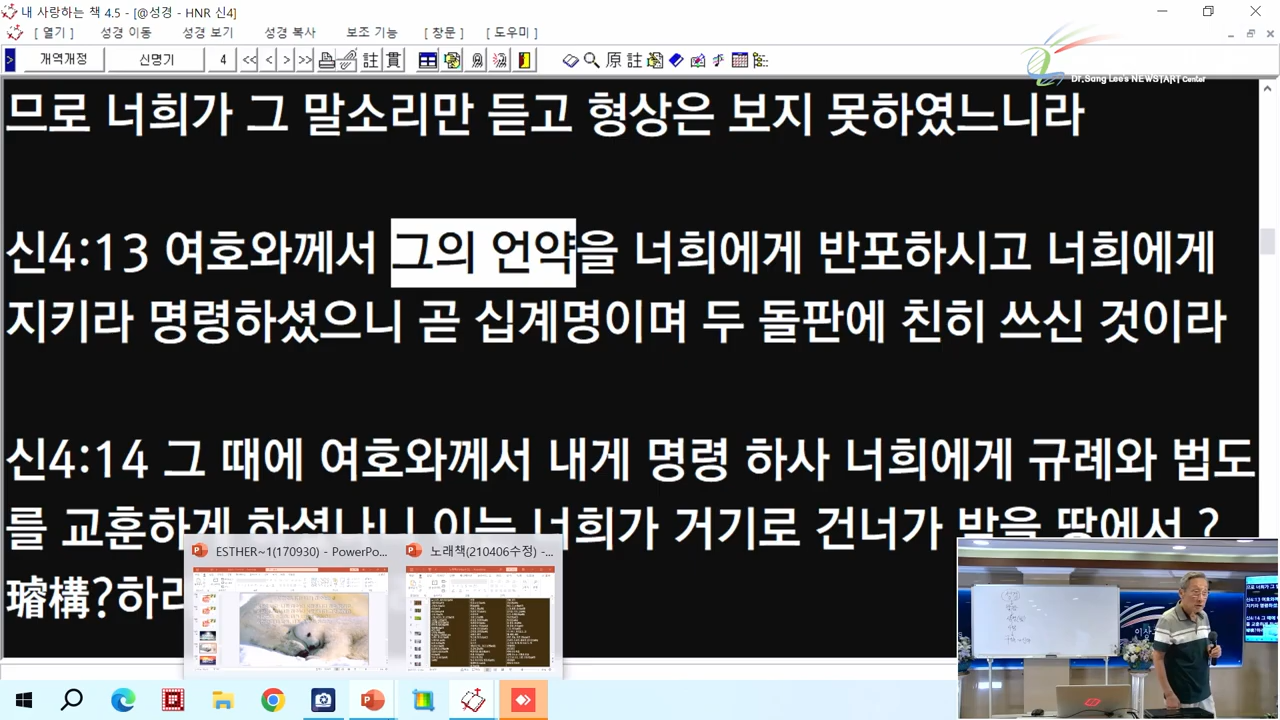 내 사랑하는 책 4.5 - [@성경 - HNR 신4]
[ 열기 ] 성경 이동 성경 보기 성경 복사 보조 기능 [ 창문 ] [ 도우미 ]
개역개정 신명기 4 << < > >> 註 貫 原 註
Dr.Sang Lee's NEWSTART Center
므로 너희가 그 말소리만 듣고 형상은 보지 못하였느니라
신4:13 여호와께서 그의 언약을 너희에게 반포하시고 너희에게
지키라 명령하셨으니 곧 십계명이며 두 돌판에 친히 쓰신 것이라
신4:14 그 때에 여호와께서 내게 명령 하사 너희에게 규례와 법도
를 교훈하게 하셨나니 이는 너희가 거기로 건너가 받을 땅에서 ?
璿構?하라
ESTHER~1(170930) - PowerPo... 노래책(210406수정) -...